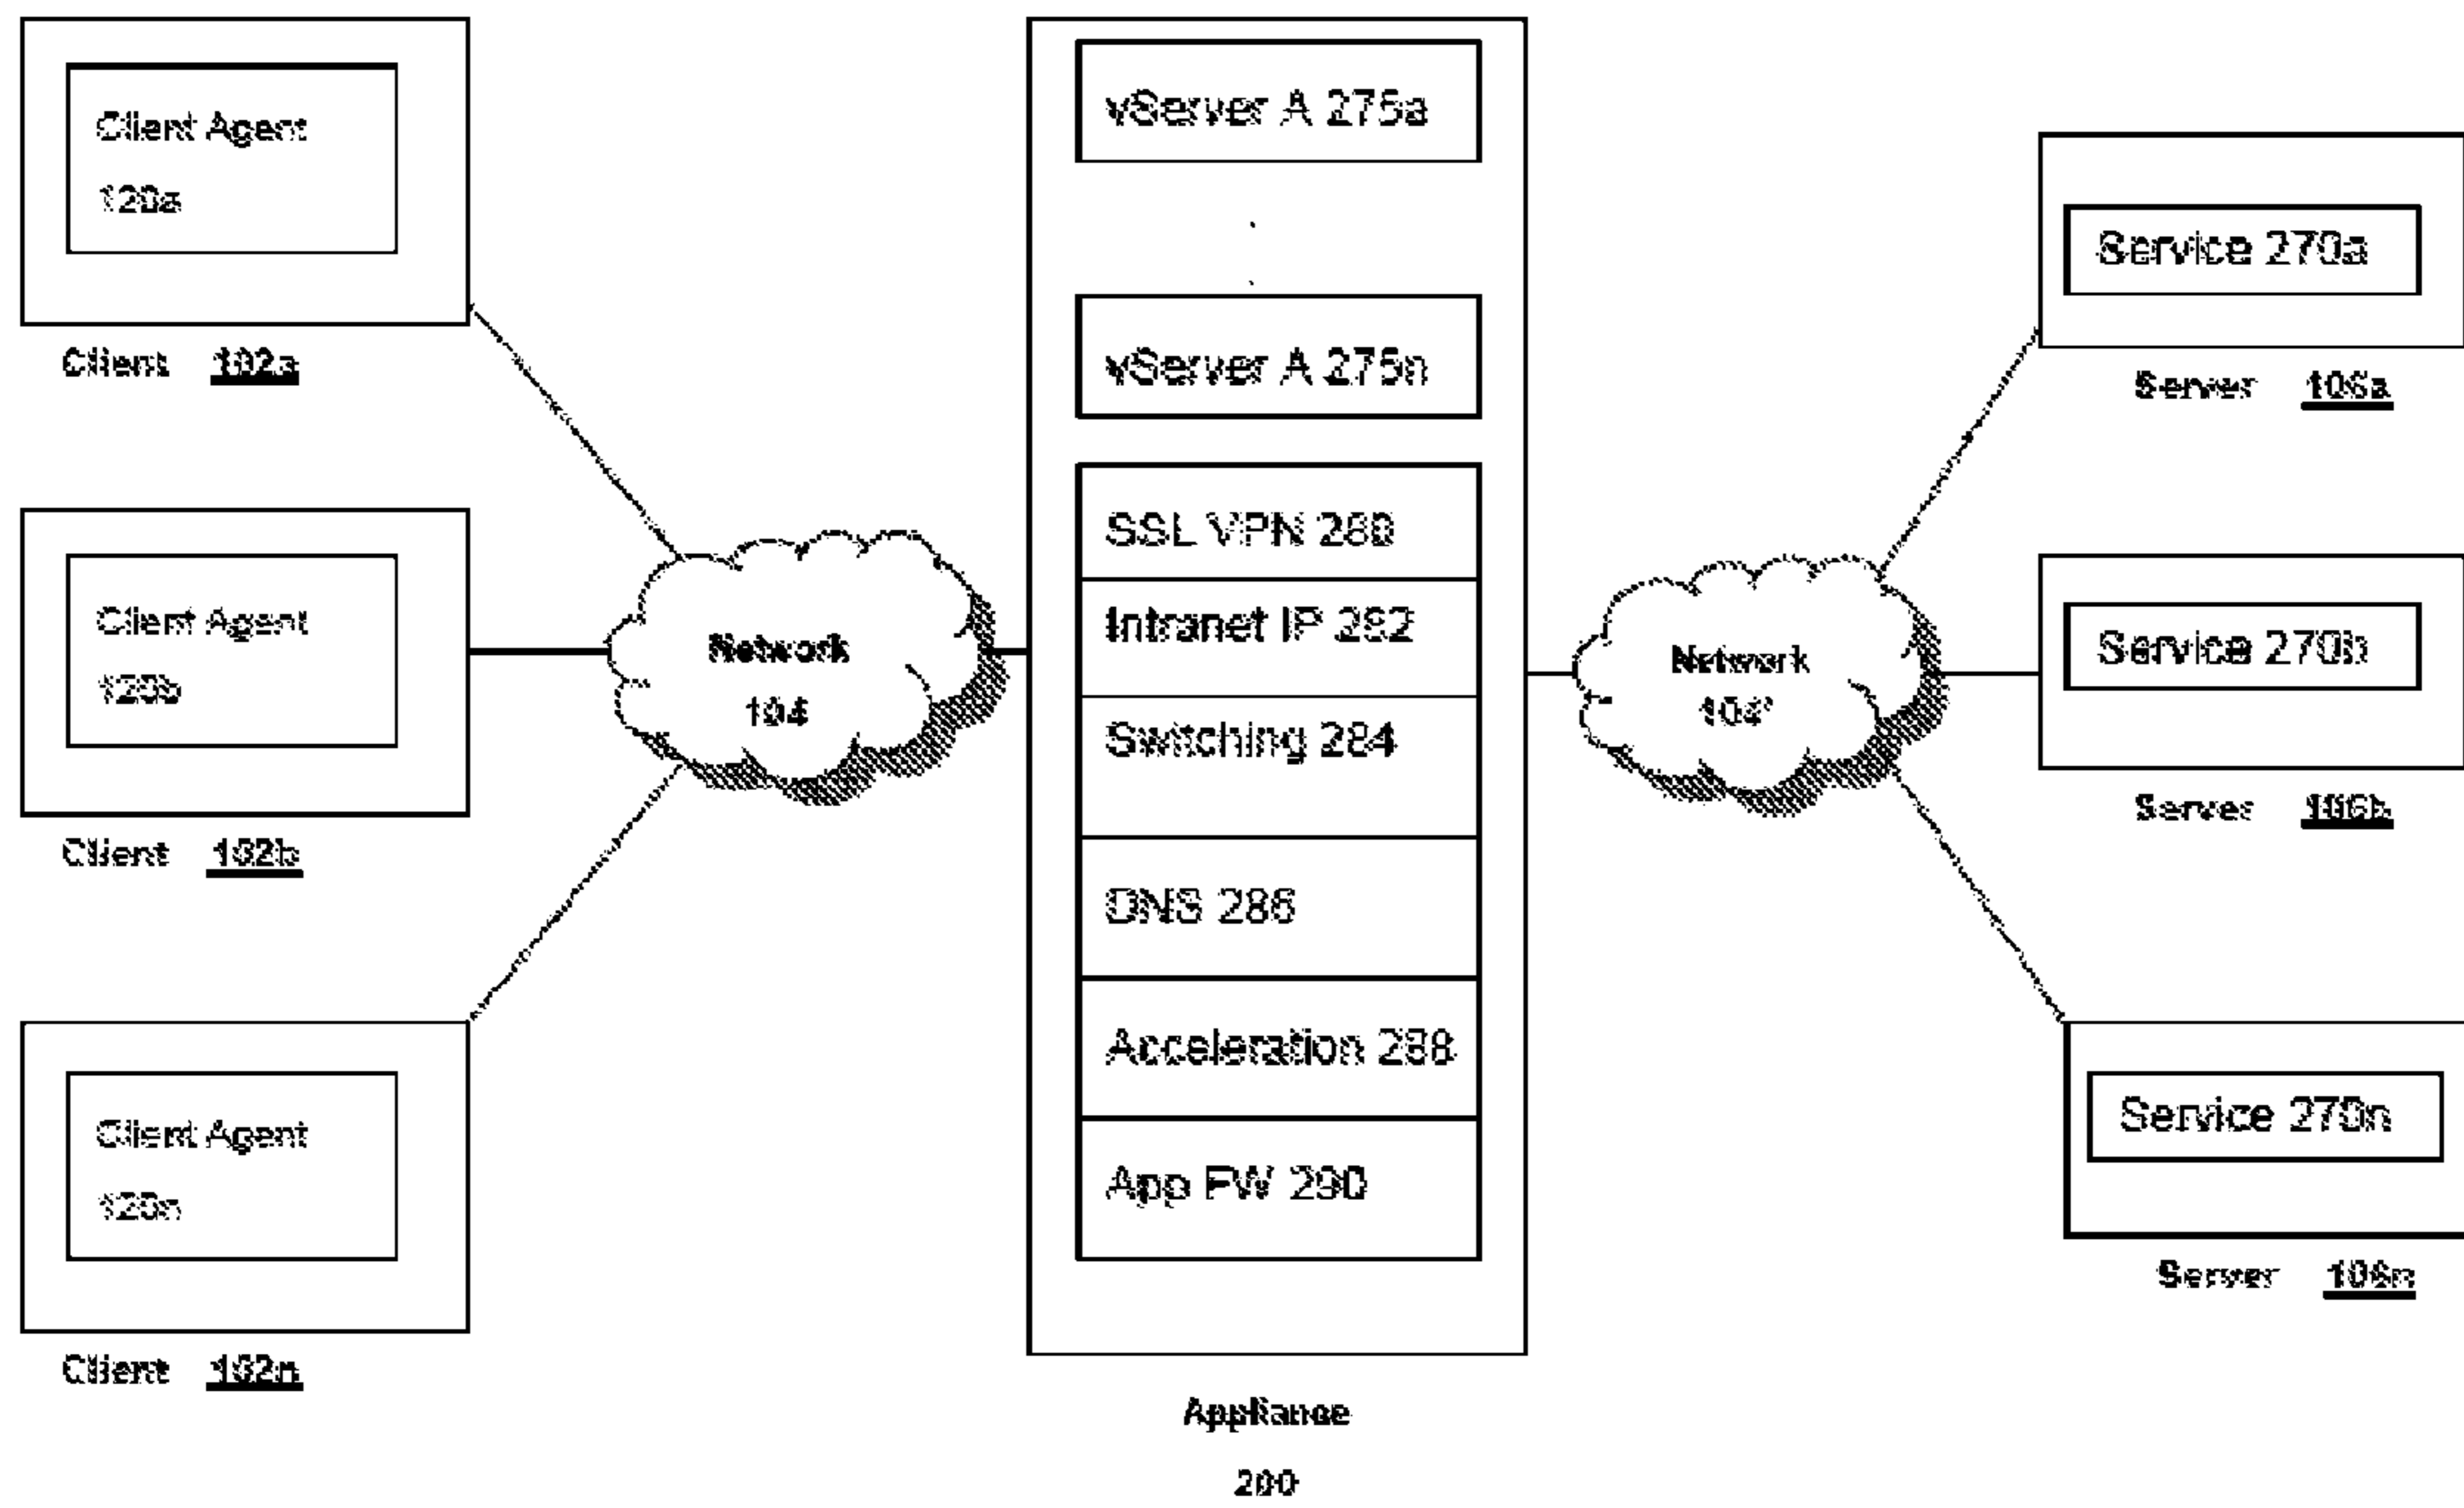 Client Agent
120a
Client 102a
Client Agent
120b
Client 102b
Client Agent
120n
Client 102n
Network
104
vServer A 275a
vServer A 275n
SSL VPN 280
Intranet IP 282
Switching 284
DNS 286
Acceleration 288
App FW 290
Appliance
200
Network
104'
Service 270a
Server 106a
Service 270b
Server 106b
Service 270n
Server 106n